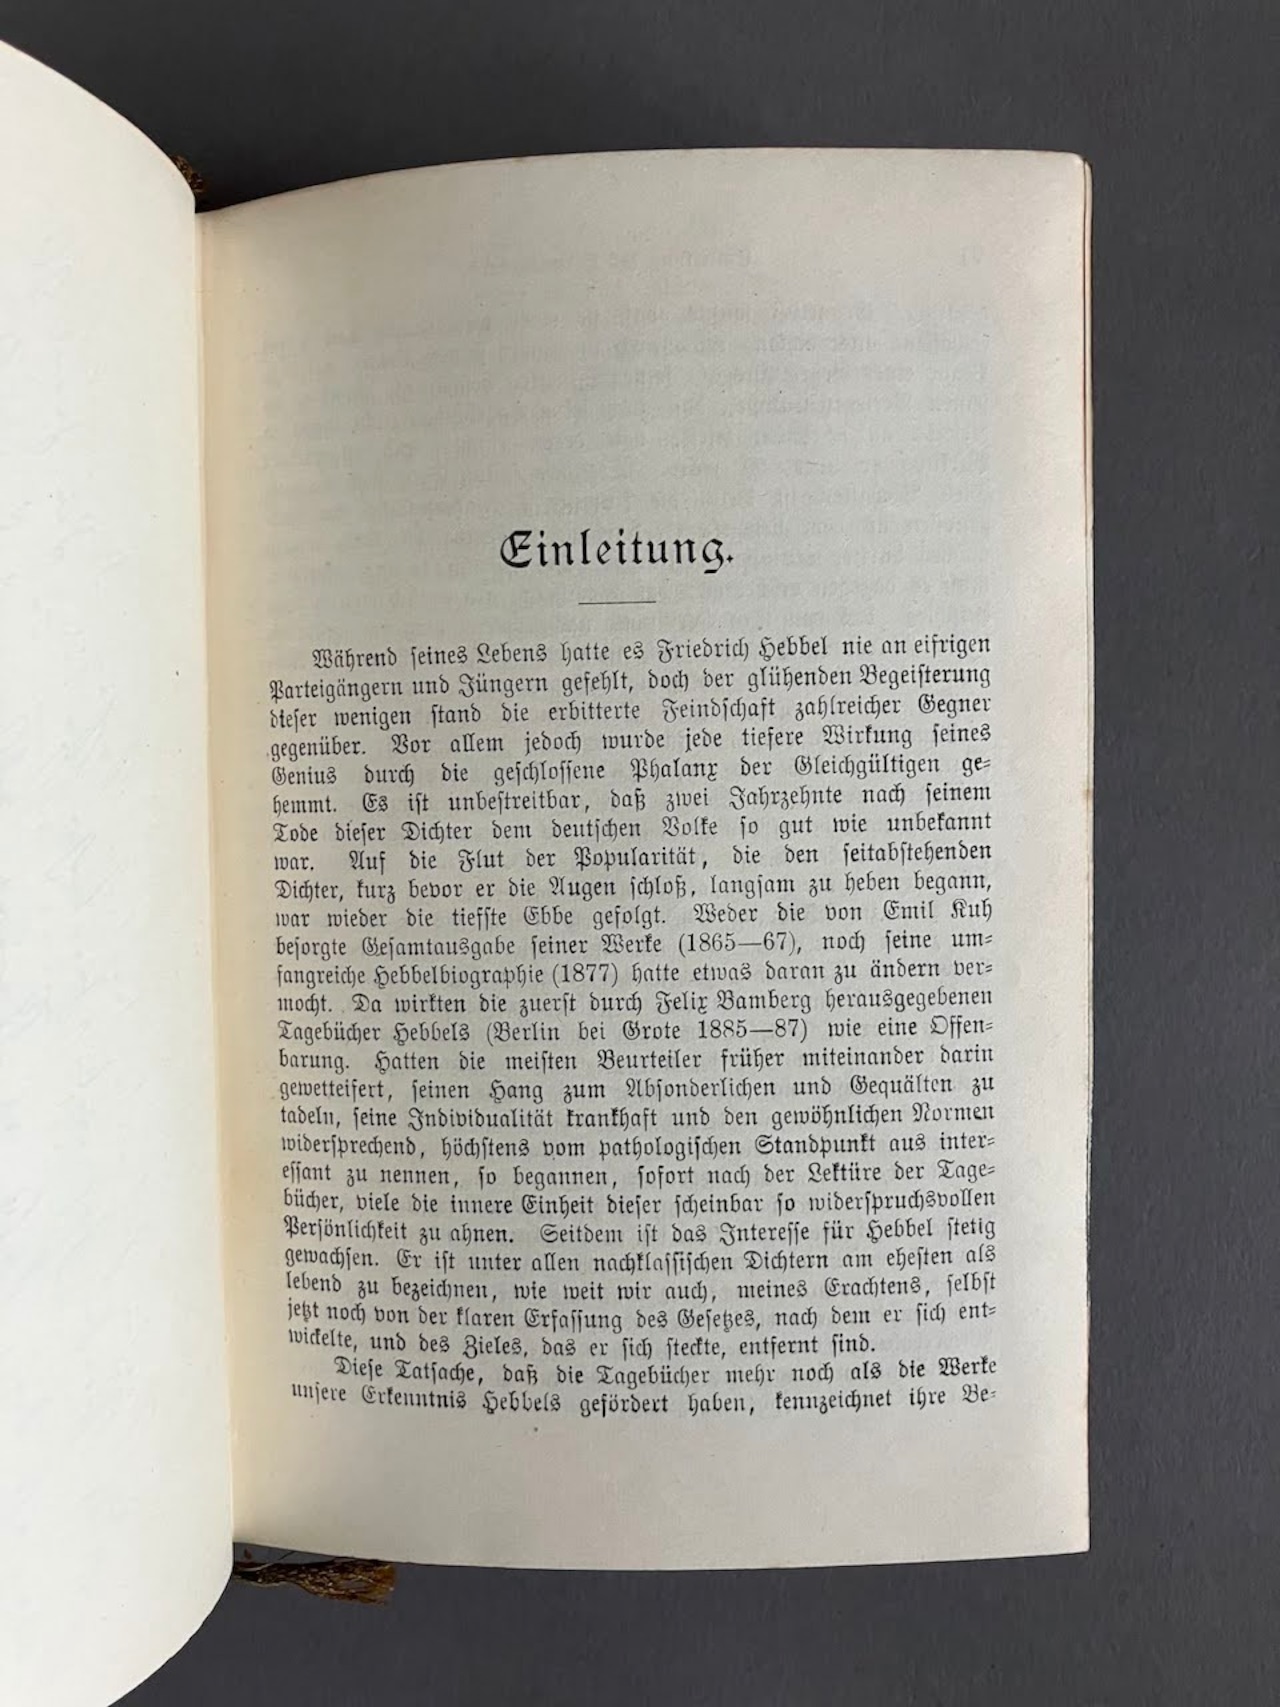 Einleitung.
Während seines Lebens hatte es Friedrich Hebbel nie an eifrigen
Parteigängern und Jüngern gefehlt, doch der glühenden Begeisterung
dieser wenigen stand die erbitterte Feindschaft zahlreicher Gegner
gegenüber. Vor allem jedoch wurde jede tiefere Wirkung seines
Genius durch die geschlossene Phalanx der Gleichgültigen ge-
hemmt. Es ist unbestreitbar, daß zwei Jahrzehnte nach seinem
Tode dieser Dichter dem deutschen Volke so gut wie unbekannt
war. Auf die Flut der Popularität, die den seitabstehenden
Dichter, kurz bevor er die Augen schloß, langsam zu heben begann,
war wieder die tiefste Ebbe gefolgt. Weder die von Emil Kuh
besorgte Gesamtausgabe seiner Werke (1865—67), noch seine um-
fangreiche Hebbelbiographie (1877) hatte etwas daran zu ändern ver-
mocht. Da wirkten die zuerst durch Felix Bamberg herausgegebenen
Tagebücher Hebbels (Berlin bei Grote 1885—87) wie eine Offen-
barung. Hatten die meisten Beurteiler früher miteinander darin
gewetteifert, seinen Hang zum Absonderlichen und Gequälten zu
tadeln, seine Individualität krankhaft und den gewöhnlichen Normen
widersprechend, höchstens vom pathologischen Standpunkt aus inter-
essant zu nennen, so begannen, sofort nach der Lektüre der Tage-
bücher, viele die innere Einheit dieser scheinbar so widerspruchsvollen
Persönlichkeit zu ahnen. Seitdem ist das Interesse für Hebbel stetig
gewachsen. Er ist unter allen nachklassischen Dichtern am ehesten als
lebend zu bezeichnen, wie weit wir auch, meines Erachtens, selbst
jetzt noch von der klaren Erfassung des Gesetzes, nach dem er sich ent-
wickelte, und des Zieles, das er sich steckte, entfernt sind.
Diese Tatsache, daß die Tagebücher mehr noch als die Werke
unsere Erkenntnis Hebbels gefördert haben, kennzeichnet ihre Be-